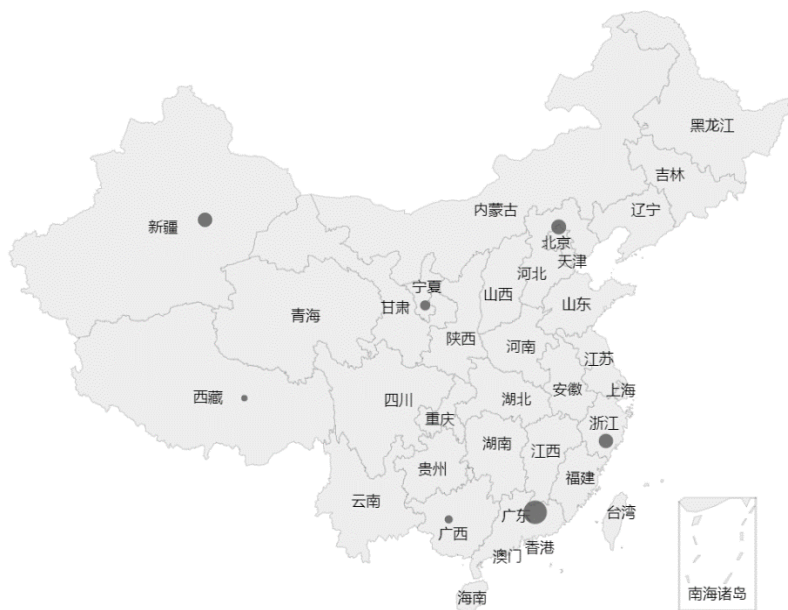 黑龙江
吉林
内蒙古
辽宁
新疆
北京
天津
河北
宁夏
山西
甘肃
山东
青海
陕西
河南
江苏
安徽
上海
西藏
四川
湖北
重庆
浙江
湖南
江西
贵州
福建
云南
广东
台湾
广西
香港
澳门
南海诸岛
海南